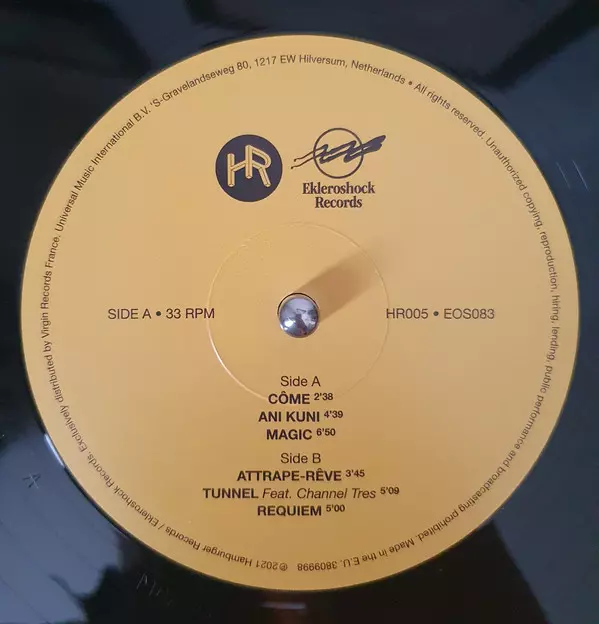 ℗ 2021 Hamburger Records / Ekleroshock Records. Exclusively distributed by Virgin Records France. Universal Music International B.V. 'S-Gravelandseweg 80, 1217 EW Hilversum, Netherlands • All rights reserved. Unauthorized copying, reproduction, hiring, lending, public performance and broadcasting prohibited. Made in the E.U. 3809998
HR
Ekleroshock
Records
SIDE A • 33 RPM
HR005 • EOS083
Side A
CÔME 2'38
ANI KUNI 4'39
MAGIC 6'50
Side B
ATTRAPE-RÊVE 3'45
TUNNEL Feat. Channel Tres 5'09
REQUIEM 5'00